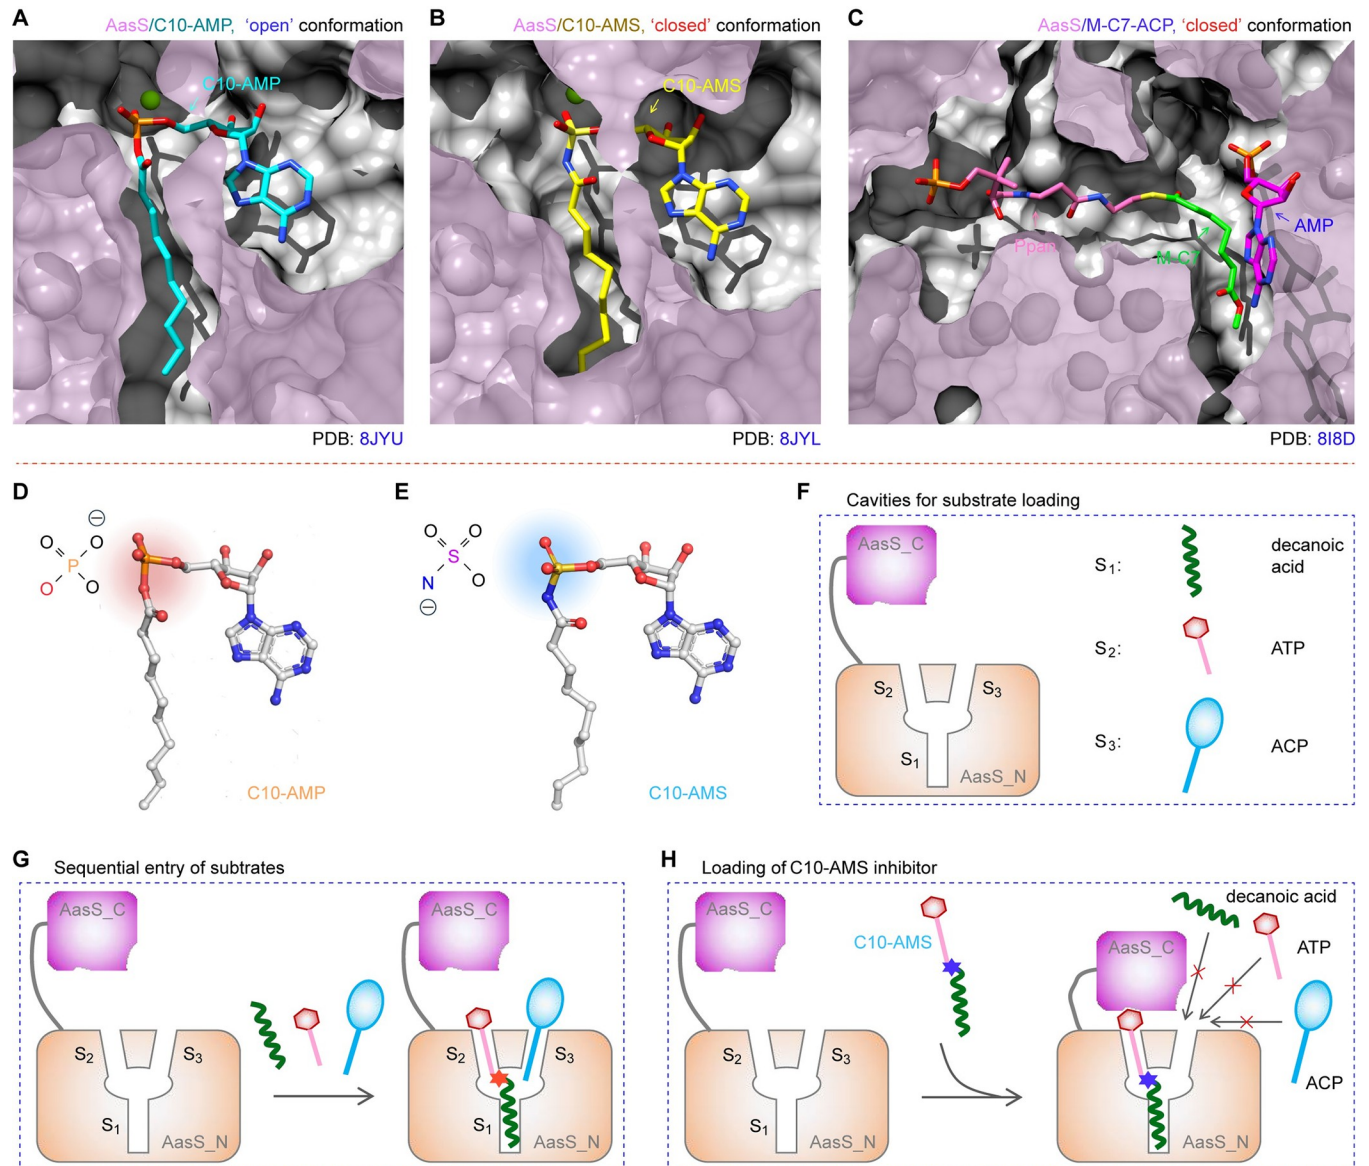 A
AasS/C10-AMP, ‘open’ conformation
C10-AMP
PDB: 8JYU
B
AasS/C10-AMS, ‘closed’ conformation
C10-AMS
PDB: 8JYL
C
AasS/M-C7-ACP, ‘closed’ conformation
Ppan
M-C7
AMP
PDB: 8I8D
D
O
O
P
O
O
C10-AMP
E
O
O
S
N
O
C10-AMS
F
Cavities for substrate loading
AasS_C
S2
S3
S1
AasS_N
S1:
decanoic
acid
S2:
ATP
S3:
ACP
G
Sequential entry of subtrates
AasS_C
S2
S3
S1
AasS_N
AasS_C
S2
S3
S1
AasS_N
H
Loading of C10-AMS inhibitor
AasS_C
S2
S3
S1
AasS_N
C10-AMS
decanoic acid
ATP
AasS_C
ACP
AasS_N